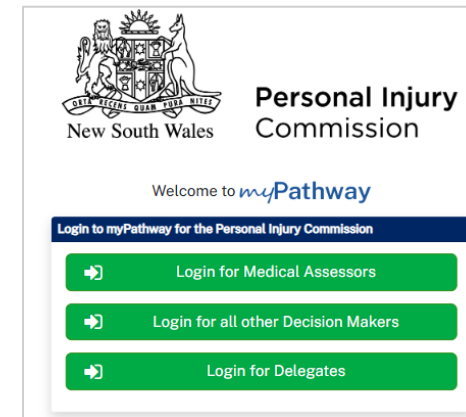 ORTA RECENS QUAM PURA NITES
New South Wales
Personal Injury
Commission
Welcome to myPathway
Login to myPathway for the Personal Injury Commission
Login for Medical Assessors
Login for all other Decision Makers
Login for Delegates